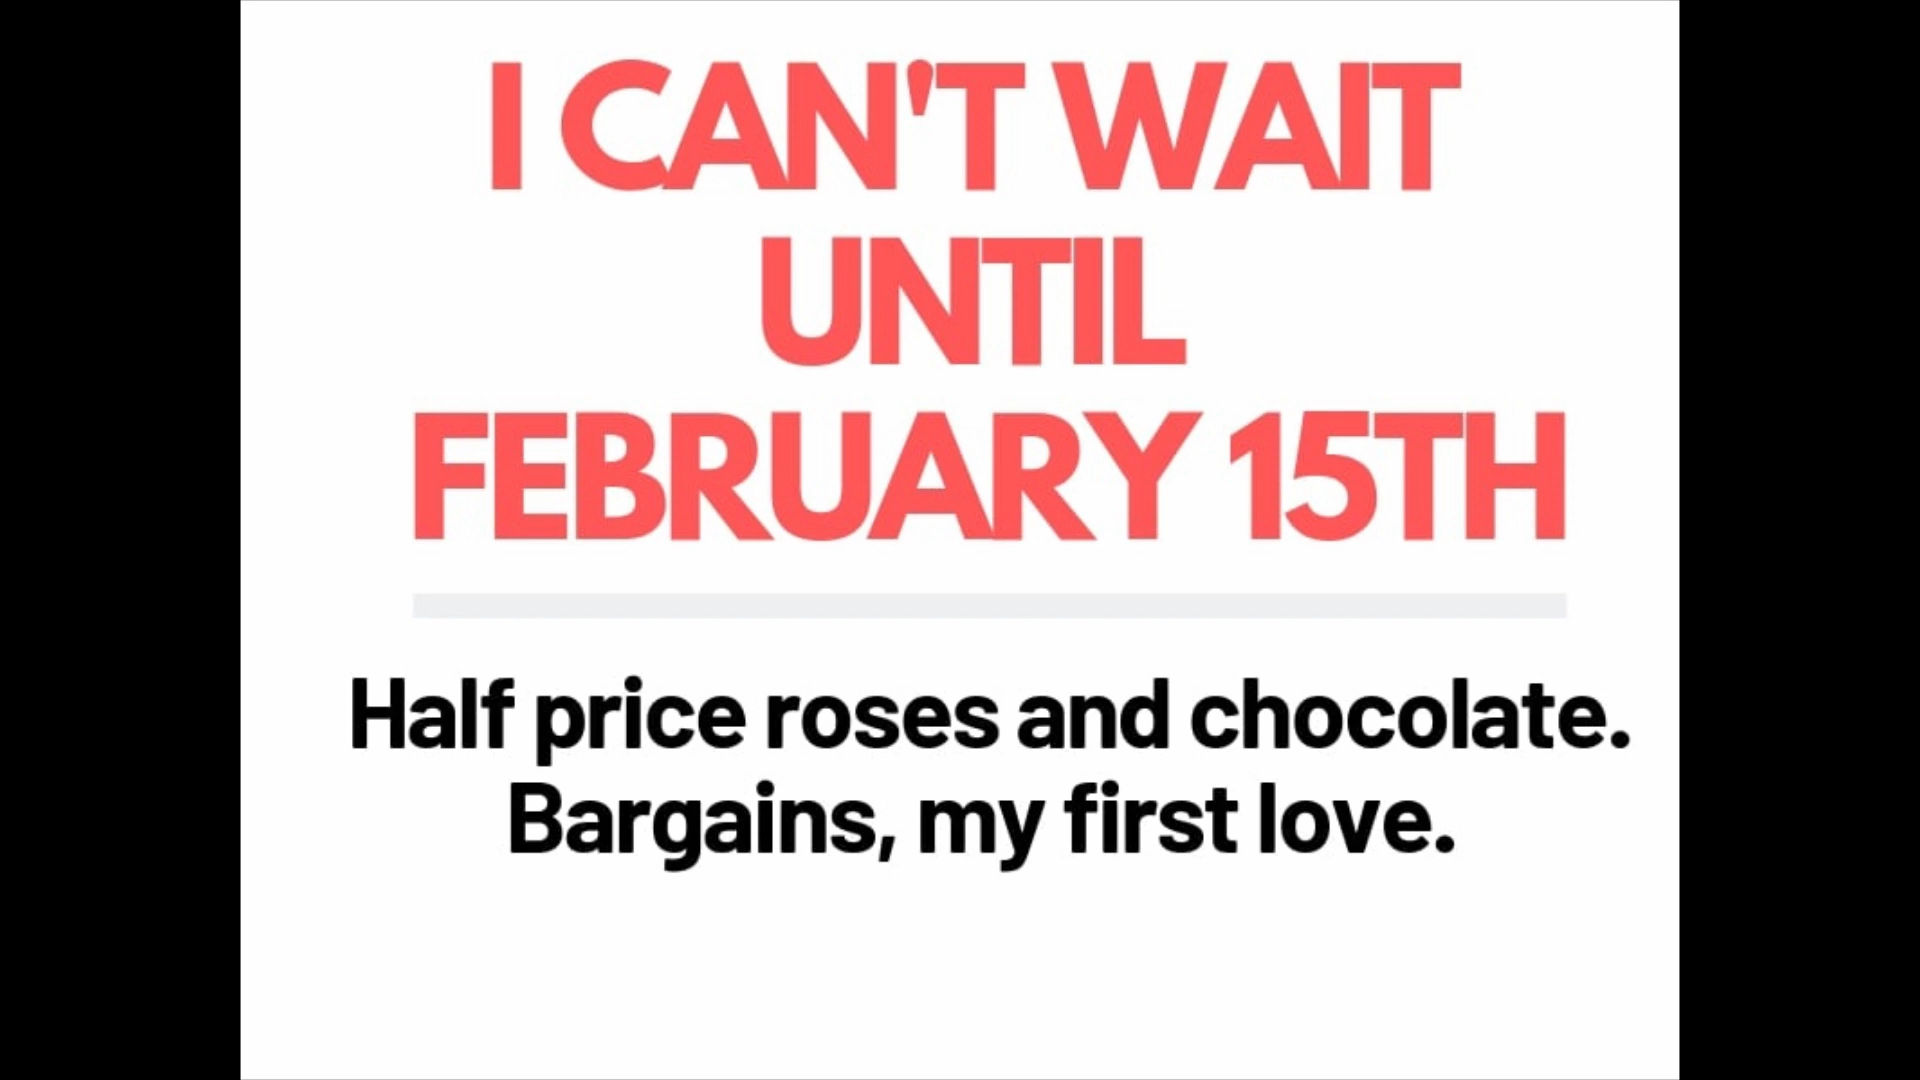 I CAN'T WAIT
UNTIL
FEBRUARY 15TH
Half price roses and chocolate.
Bargains, my first love.